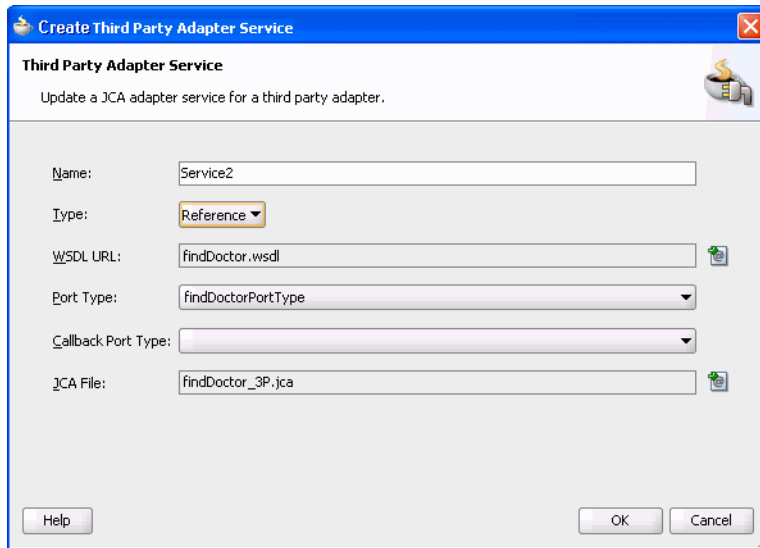 Create Third Party Adapter Service
Third Party Adapter Service
Update a JCA adapter service for a third party adapter.
Name: Service2
Type: Reference
WSDL URL: findDoctor.wsdl
Port Type: findDoctorPortType
Callback Port Type:
JCA File: findDoctor_3P.jca
Help OK Cancel